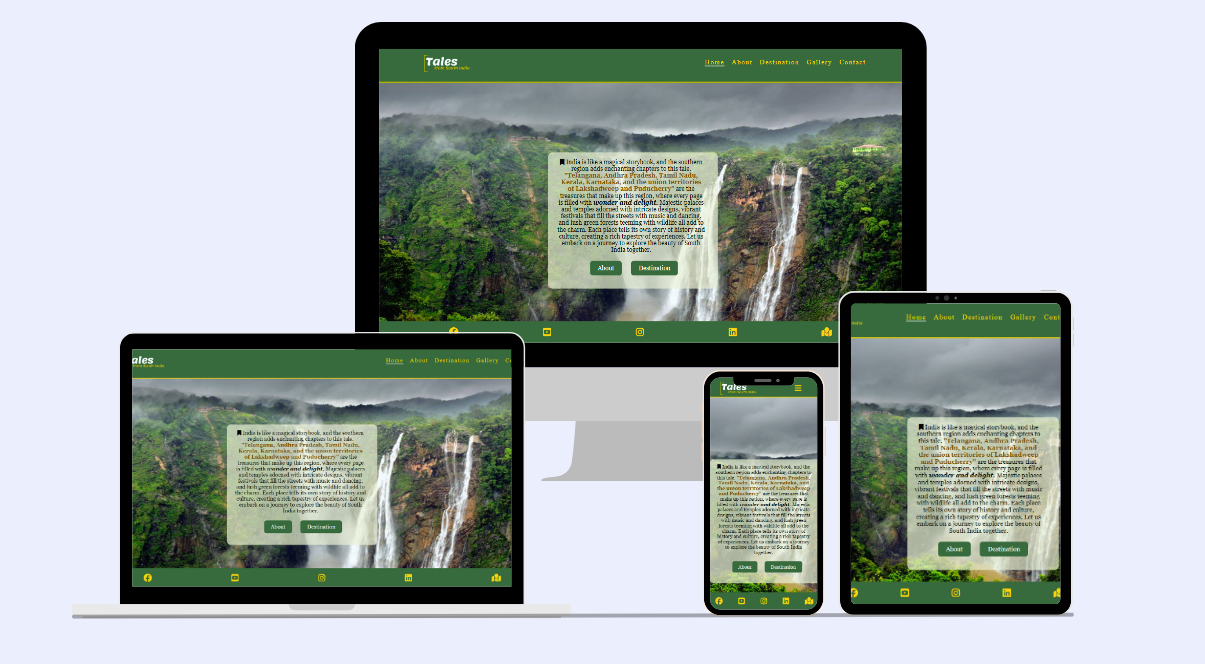 Tales
from South India
Home About Destination Gallery Contact
India is like a magical storybook, and the southern
region adds enchanting chapters to this tale.
"Telangana, Andhra Pradesh, Tamil Nadu,
Kerala, Karnataka, and the union territories
of Lakshadweep and Puducherry" are the
treasures that make up this region, where every page
is filled with wonder and delight. Majestic palaces
and temples adorned with intricate designs, vibrant
festivals that fill the streets with music and dancing,
and lush green forests teeming with wildlife all add to
the charm. Each place tells its own story of history and
culture, creating a rich tapestry of experiences. Let us
embark on a journey to explore the beauty of South
India together.
About Destination
ales
from South India
Home About Destination Gallery C
India is like a magical storybook, and the southern
region adds enchanting chapters to this tale.
"Telangana, Andhra Pradesh, Tamil Nadu,
Kerala, Karnataka, and the union territories
of Lakshadweep and Puducherry" are the
treasures that make up this region, where every page
is filled with wonder and delight. Majestic palaces
and temples adorned with intricate designs, vibrant
festivals that fill the streets with music and dancing,
and lush green forests teeming with wildlife all add to
the charm. Each place tells its own story of history and
culture, creating a rich tapestry of experiences. Let us
embark on a journey to explore the beauty of South
India together.
About Destination
Tales
from South India
India is like a magical storybook, and the
southern region adds enchanting chapters to
this tale. "Telangana, Andhra Pradesh,
Tamil Nadu, Kerala, Karnataka, and the
union territories of Lakshadweep and
Puducherry" are the treasures that
make up this region, where every page is
filled with wonder and delight. Majestic
palaces and temples adorned with intricate
designs, vibrant festivals that fill the streets
with music and dancing, and lush green
forests teeming with wildlife all add to the
charm. Each place tells its own story of
history and culture, creating a rich tapestry
of experiences. Let us embark on a journey
to explore the beauty of South India
together.
About Destination
India
Home About Destination Gallery Cont
India is like a magical storybook, and the
southern region adds enchanting chapters to
this tale. "Telangana, Andhra Pradesh,
Tamil Nadu, Kerala, Karnataka, and the
union territories of Lakshadweep
and Puducherry" are the treasures that
make up this region, where every page is filled
with wonder and delight. Majestic palaces
and temples adorned with intricate designs,
vibrant festivals that fill the streets with music
and dancing, and lush green forests teeming
with wildlife all add to the charm. Each place
tells its own story of history and culture,
creating a rich tapestry of experiences. Let us
embark on a journey to explore the beauty of
South India together.
About Destination